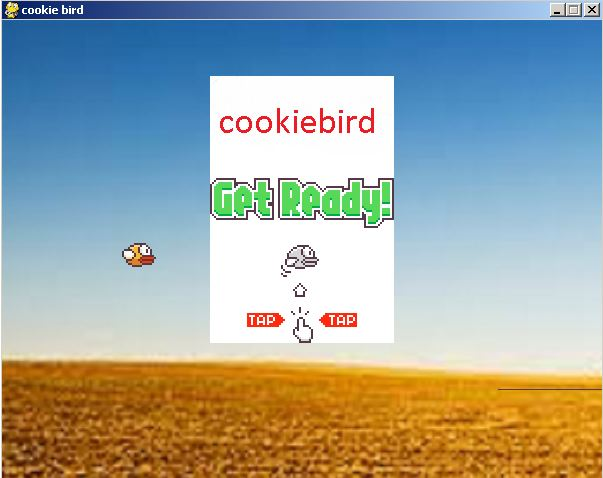 cookie bird
cookiebird
Get Ready!
TAP TAP